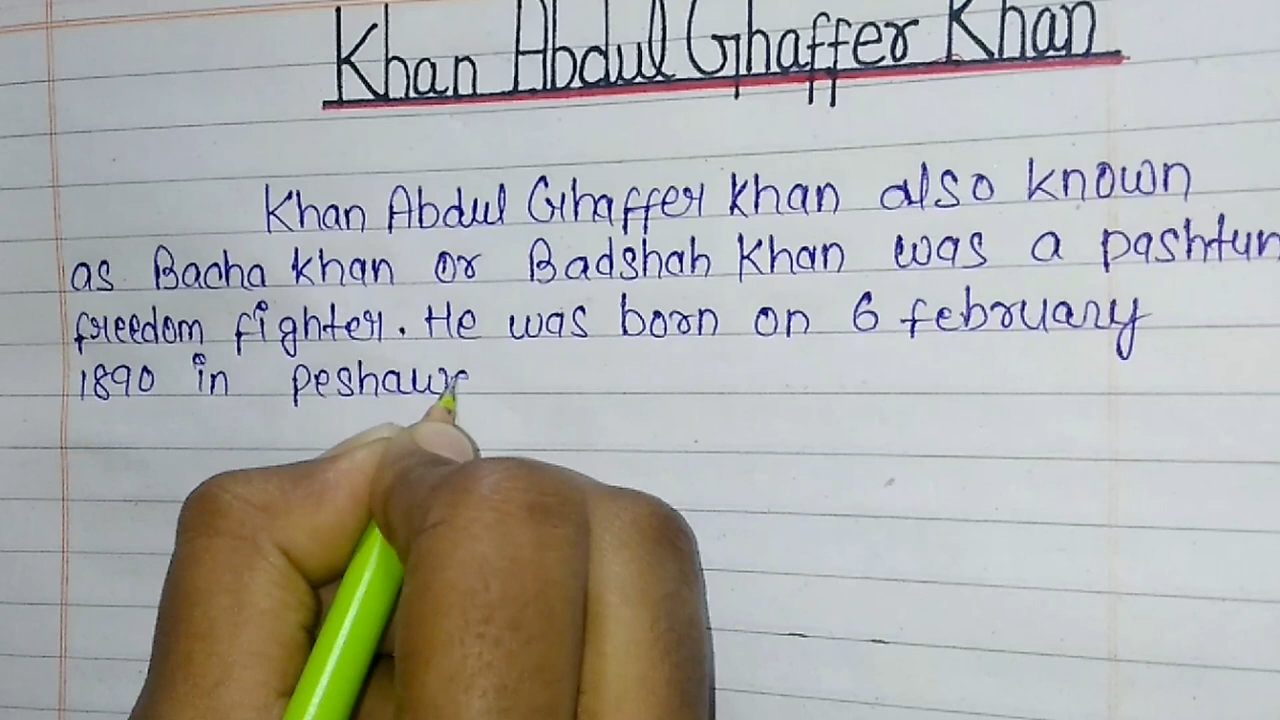 Khan Abdul Ghaffer Khan
Khan Abdul Ghaffer Khan also known
as Bacha Khan or Badshah Khan was a pashtun
freedom fighter. He was born on 6 february
1890 in peshawa